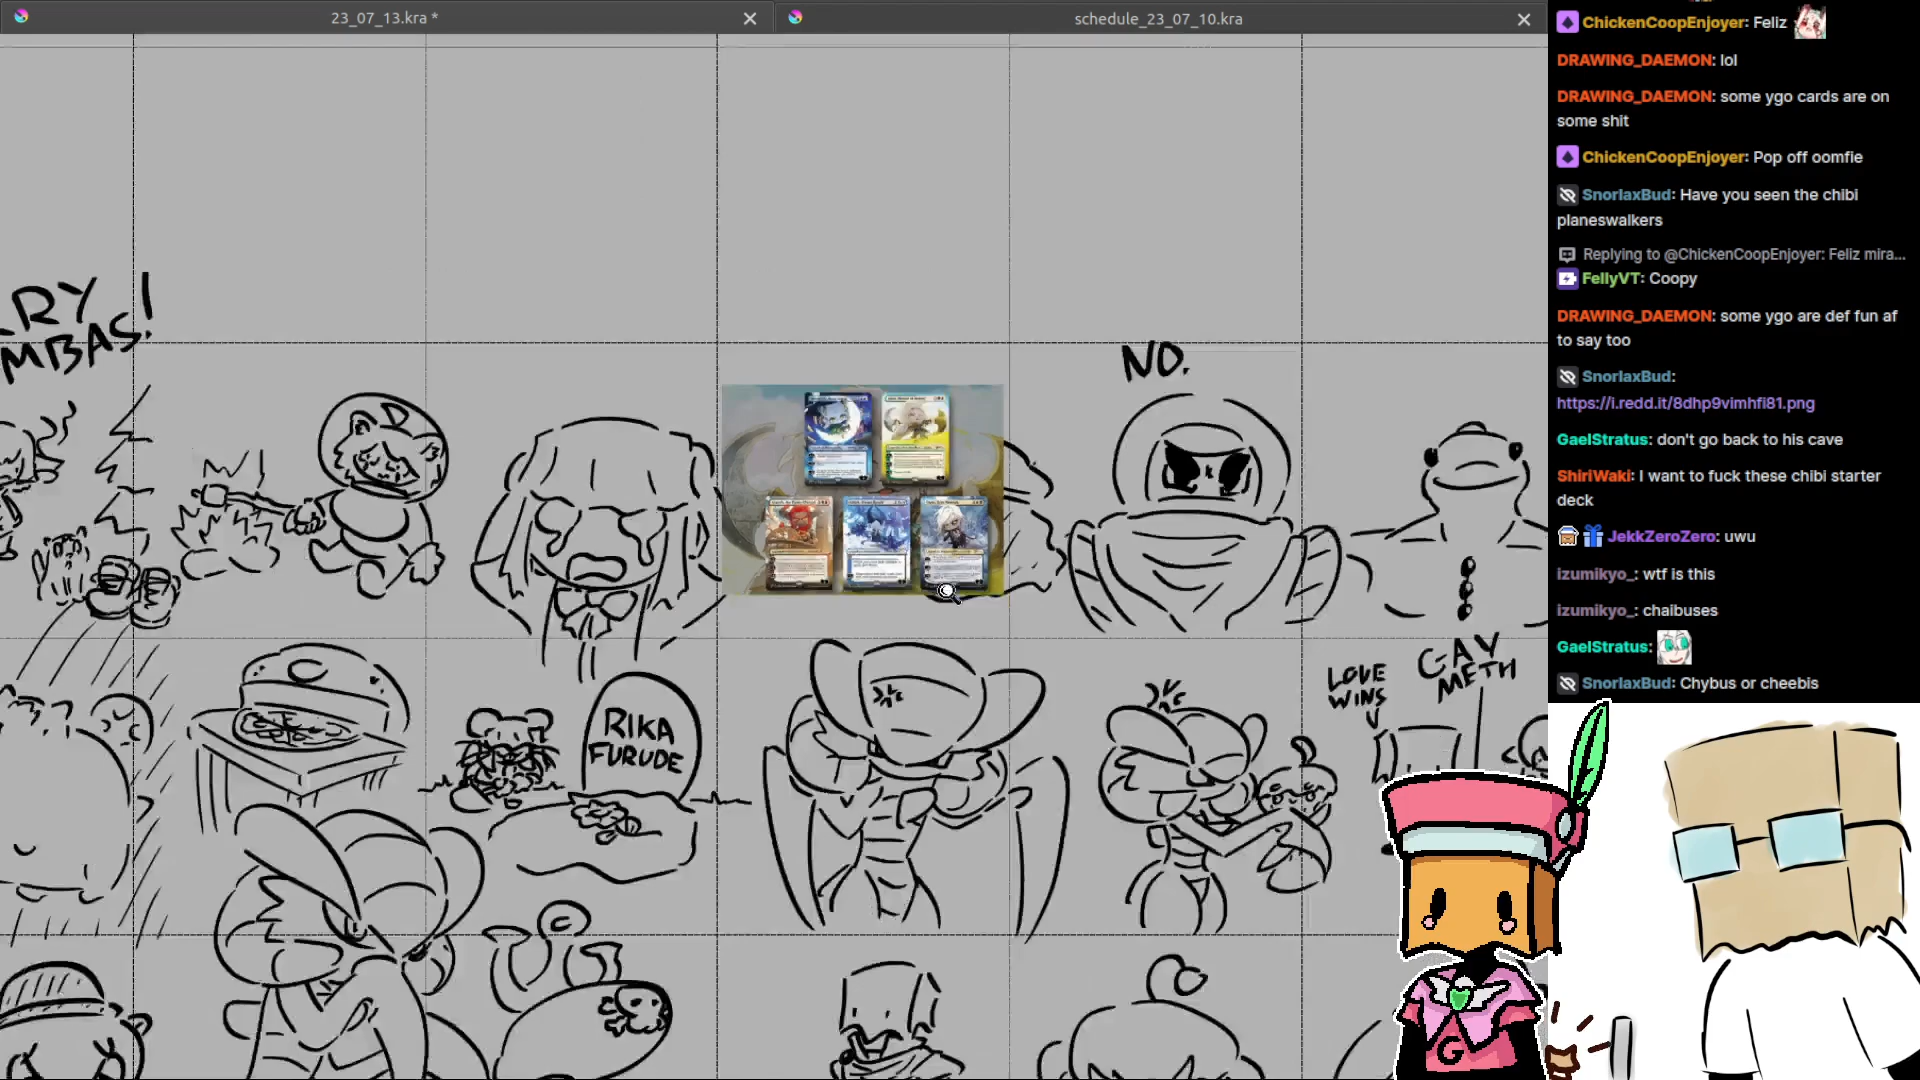 23_07_13.kra *
schedule_23_07_10.kra
RY
MBAS!
D
NO.
RIKA
FURUDE
LOVE
WINS
GAY
METH
G
ChickenCoopEnjoyer: Feliz
DRAWING_DAEMON: lol
DRAWING_DAEMON: some ygo cards are on
some shit
ChickenCoopEnjoyer: Pop off oomfie
SnorlaxBud: Have you seen the chibi
planeswalkers
Replying to @ChickenCoopEnjoyer: Feliz mira...
FellyVT: Coopy
DRAWING_DAEMON: some ygo are def fun af
to say too
SnorlaxBud:
https://i.redd.it/8dhp9vimhfi81.png
GaelStratus: don't go back to his cave
ShiriWaki: I want to fuck these chibi starter
deck
JekkZeroZero: uwu
izumikyo_: wtf is this
izumikyo_: chaibuses
GaelStratus:
SnorlaxBud: Chybus or cheebis